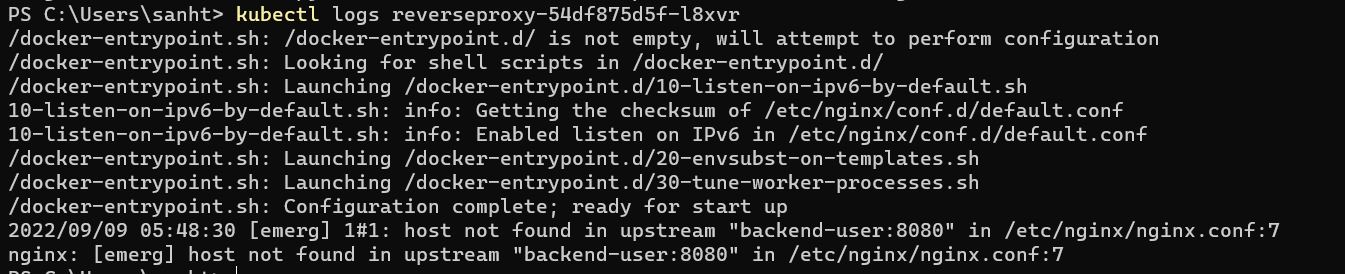 PS C:\Users\sanht> kubectl logs reverseproxy-54df875d5f-l8xvr
/docker-entrypoint.sh: /docker-entrypoint.d/ is not empty, will attempt to perform configuration
/docker-entrypoint.sh: Looking for shell scripts in /docker-entrypoint.d/
/docker-entrypoint.sh: Launching /docker-entrypoint.d/10-listen-on-ipv6-by-default.sh
10-listen-on-ipv6-by-default.sh: info: Getting the checksum of /etc/nginx/conf.d/default.conf
10-listen-on-ipv6-by-default.sh: info: Enabled listen on IPv6 in /etc/nginx/conf.d/default.conf
/docker-entrypoint.sh: Launching /docker-entrypoint.d/20-envsubst-on-templates.sh
/docker-entrypoint.sh: Launching /docker-entrypoint.d/30-tune-worker-processes.sh
/docker-entrypoint.sh: Configuration complete; ready for start up
2022/09/09 05:48:30 [emerg] 1#1: host not found in upstream "backend-user:8080" in /etc/nginx/nginx.conf:7
nginx: [emerg] host not found in upstream "backend-user:8080" in /etc/nginx/nginx.conf:7